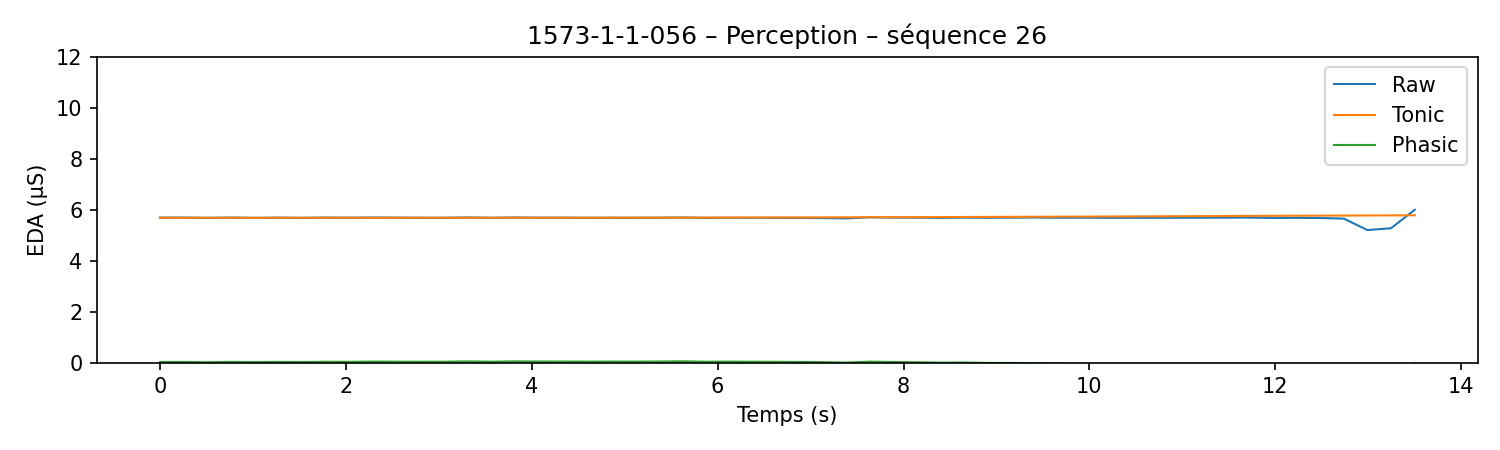 1573-1-1-056 – Perception – séquence 26
EDA (µS)
12
10
8
6
4
2
0
Raw
Tonic
Phasic
0 2 4 6 8 10 12 14
Temps (s)